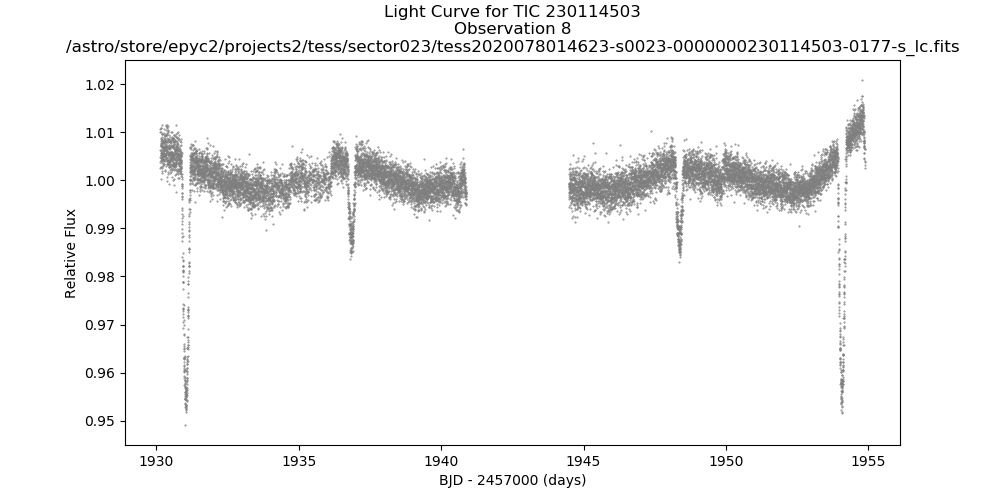 Light Curve for TIC 230114503
Observation 8
/astro/store/epyc2/projects2/tess/sector023/tess2020078014623-s0023-0000000230114503-0177-s_lc.fits
1.02
1.01
1.00
0.99
0.98
0.97
0.96
0.95
Relative Flux
1930
1935
1940
1945
1950
1955
BJD - 2457000 (days)